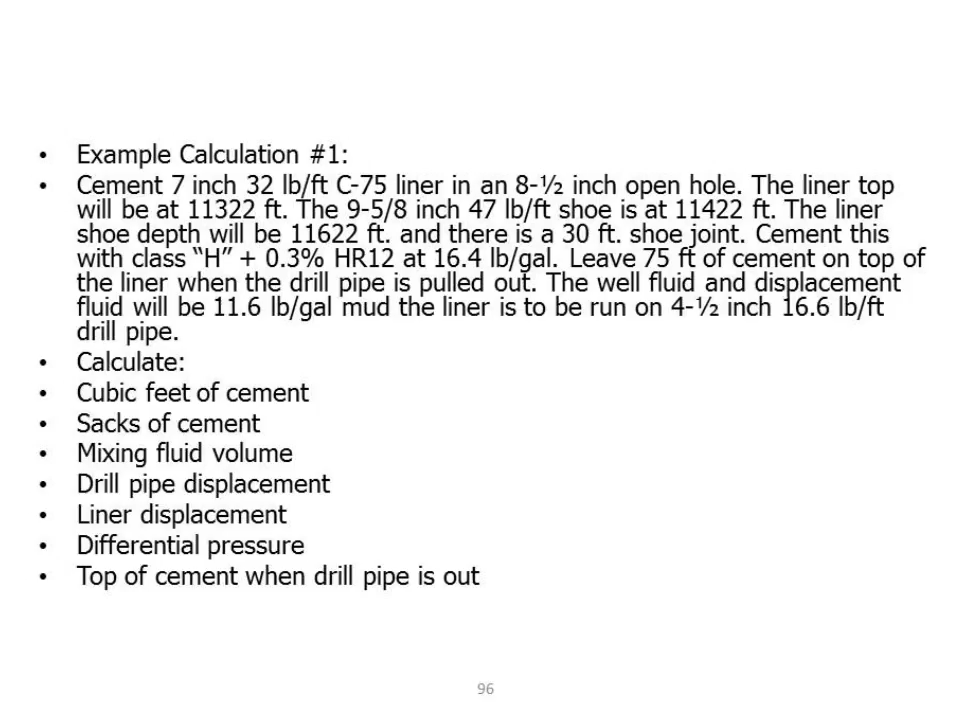 • Example Calculation #1:
• Cement 7 inch 32 lb/ft C-75 liner in an 8-½ inch open hole. The liner top
will be at 11322 ft. The 9-5/8 inch 47 lb/ft shoe is at 11422 ft. The liner
shoe depth will be 11622 ft. and there is a 30 ft. shoe joint. Cement this
with class “H” + 0.3% HR12 at 16.4 lb/gal. Leave 75 ft of cement on top of
the liner when the drill pipe is pulled out. The well fluid and displacement
fluid will be 11.6 lb/gal mud the liner is to be run on 4-½ inch 16.6 lb/ft
drill pipe.
• Calculate:
• Cubic feet of cement
• Sacks of cement
• Mixing fluid volume
• Drill pipe displacement
• Liner displacement
• Differential pressure
• Top of cement when drill pipe is out
96